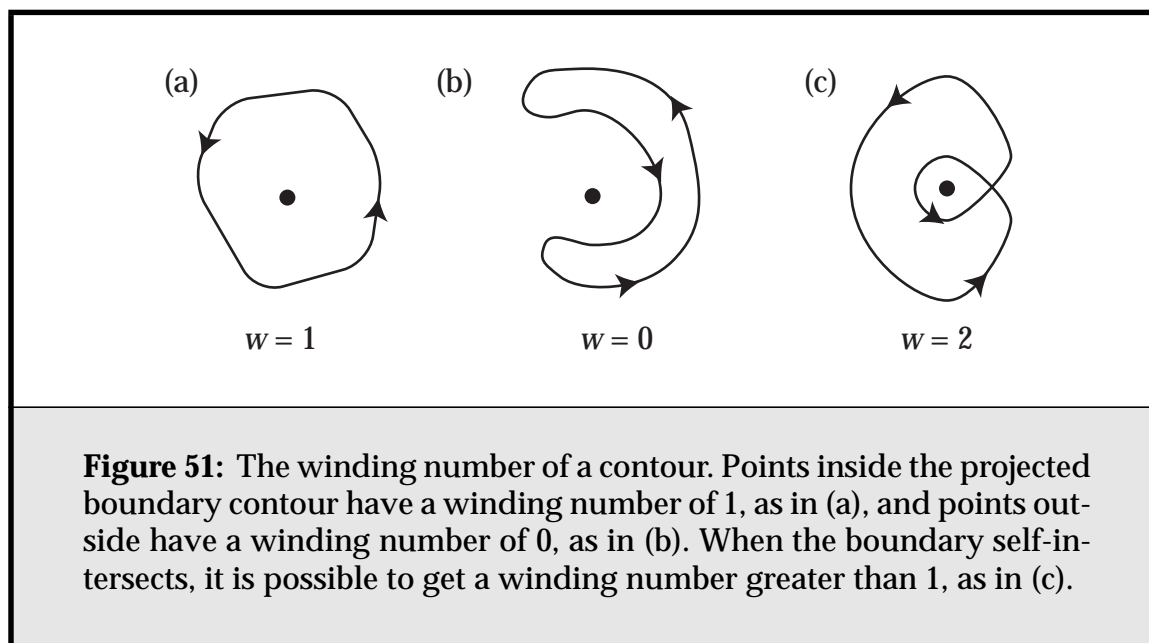 (a) (b) (c)
w = 1 w = 0 w = 2
Figure 51: The winding number of a contour. Points inside the projected
boundary contour have a winding number of 1, as in (a), and points out-
side have a winding number of 0, as in (b). When the boundary self-in-
tersects, it is possible to get a winding number greater than 1, as in (c).